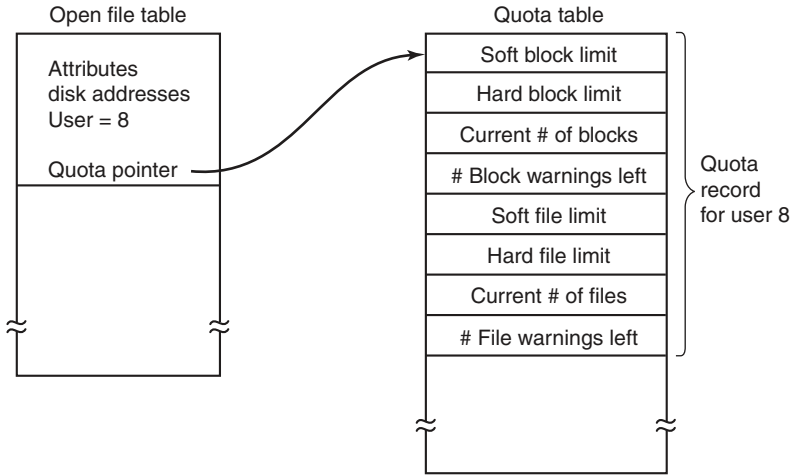 Open file table
Attributes
disk addresses
User = 8
Quota pointer
Quota table
Soft block limit
Hard block limit
Current # of blocks
# Block warnings left
Soft file limit
Hard file limit
Current # of files
# File warnings left
Quota
record
for user 8